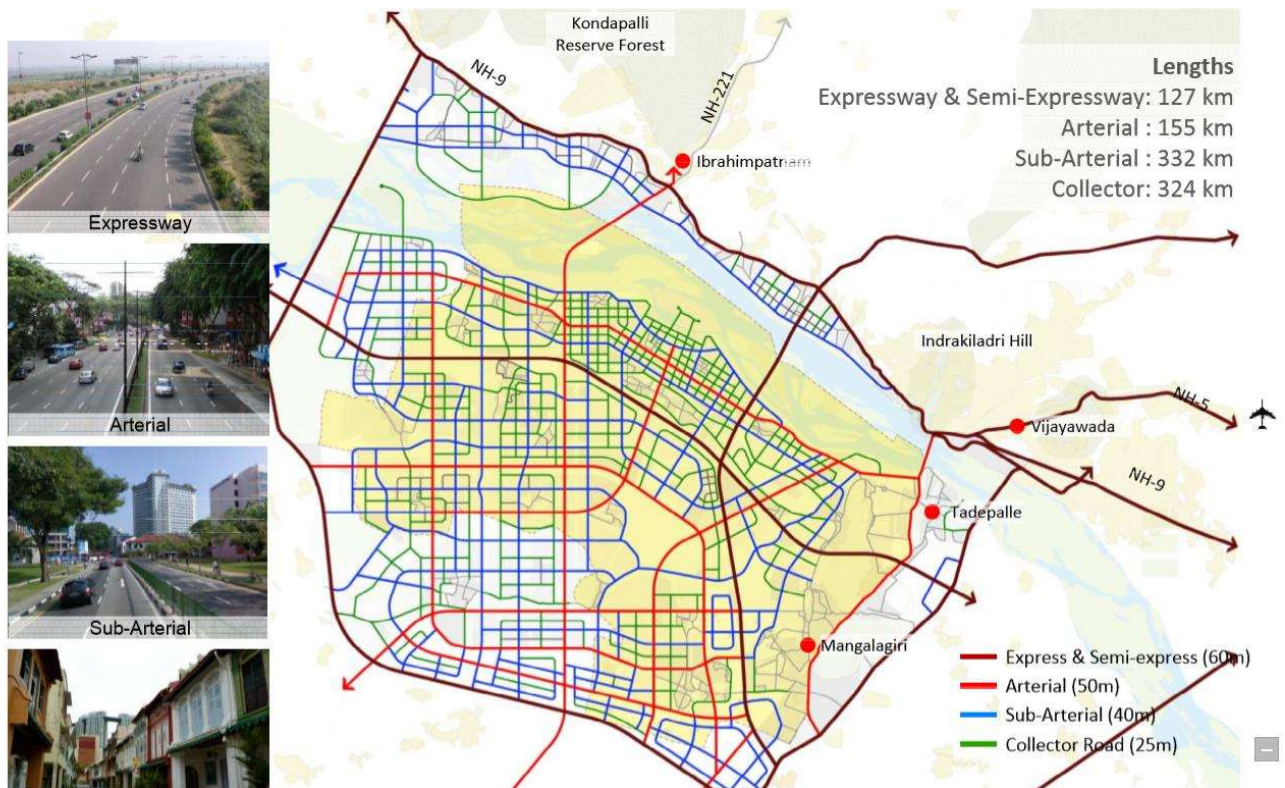 Expressway
Arterial
Sub-Arterial
Kondapalli
Reserve Forest
NH-9
NH-221
Ibrahimpatnam
Lengths
Expressway & Semi-Expressway: 127 km
Arterial : 155 km
Sub-Arterial : 332 km
Collector: 324 km
Indrakiladri Hill
NH-5
Vijayawada
NH-9
Tadepalle
Mangalagiri
Express & Semi-express (60m)
Arterial (50m)
Sub-Arterial (40m)
Collector Road (25m)